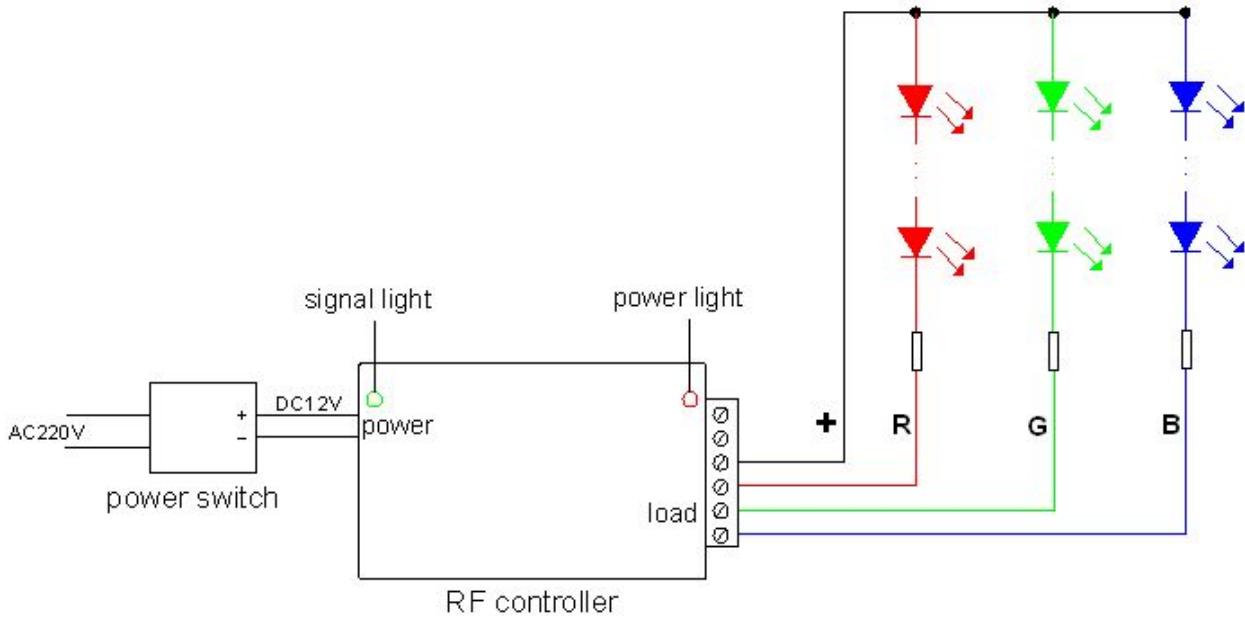 signal light
power light
DC12V
+
AC220V
−
power
power switch
load
RF controller
+
R
G
B